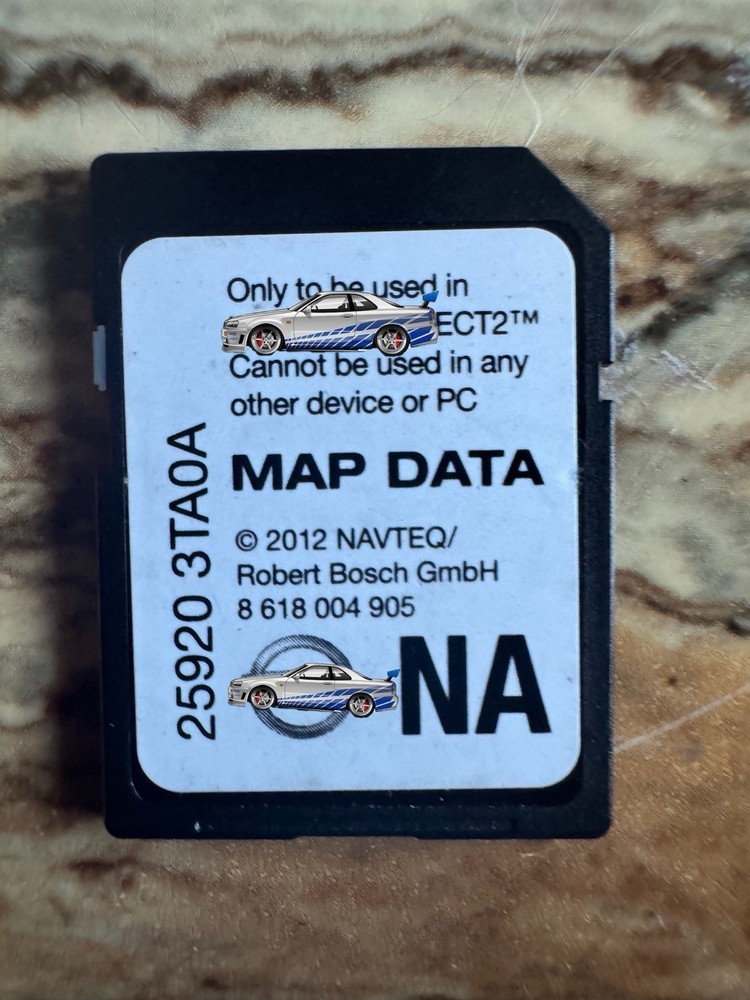 Only to be used in
ECT2™
Cannot be used in any
other device or PC
MAP DATA
© 2012 NAVTEQ/
Robert Bosch GmbH
8 618 004 905
NA
25920 3TA0A